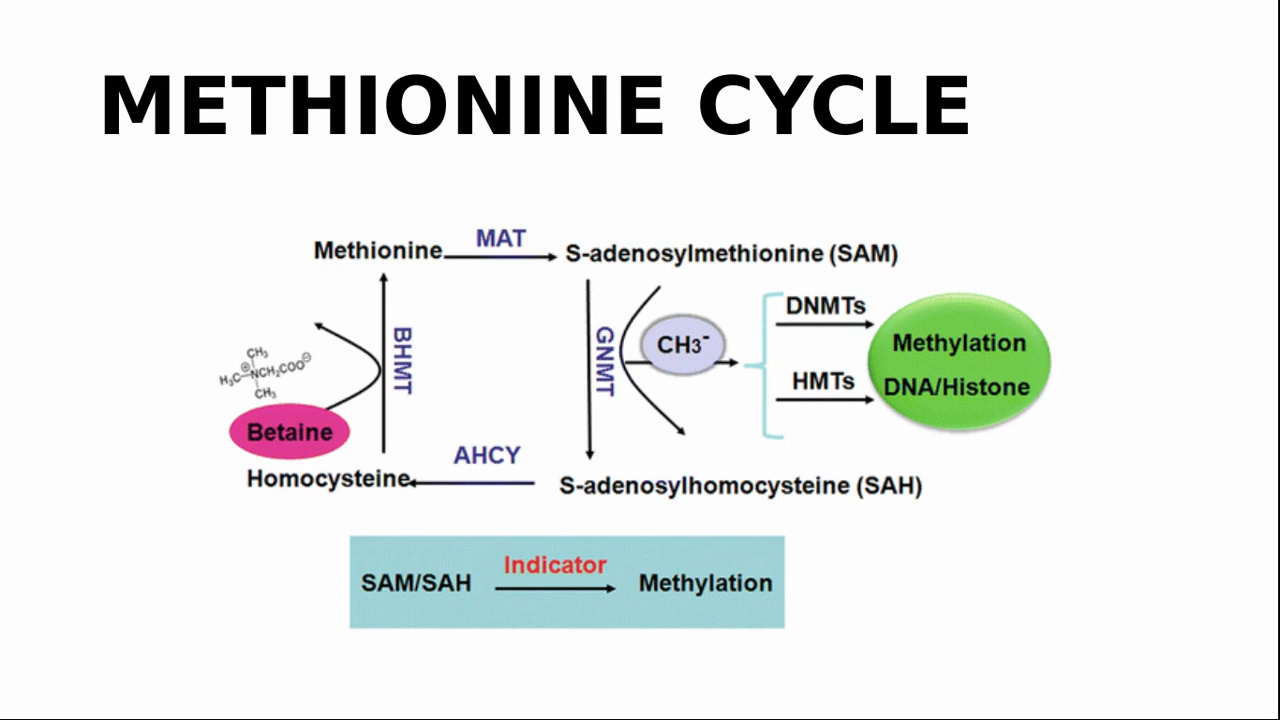 METHIONINE CYCLE
Methionine
MAT
S-adenosylmethionine (SAM)
BHMT
GNMT
CH3-
DNMTs
HMTs
Methylation
DNA/Histone
CH₃
H₃C-⊕NCH₂COO⊖
CH₃
Betaine
Homocysteine
AHCY
S-adenosylhomocysteine (SAH)
SAM/SAH
Indicator
Methylation